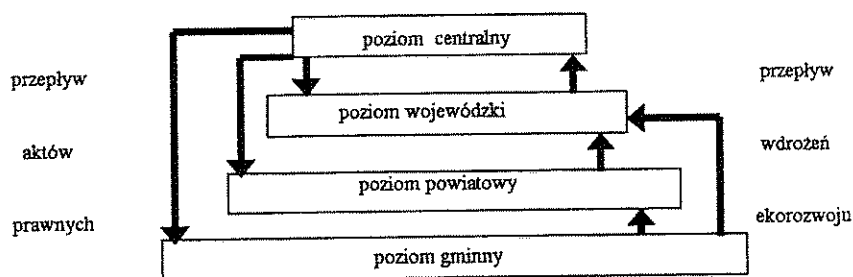 poziom centralny
przepływ
przepływ
poziom wojewódzki
aktów
wdrożeń
poziom powiatowy
prawnych
ekorozwoju
poziom gminny